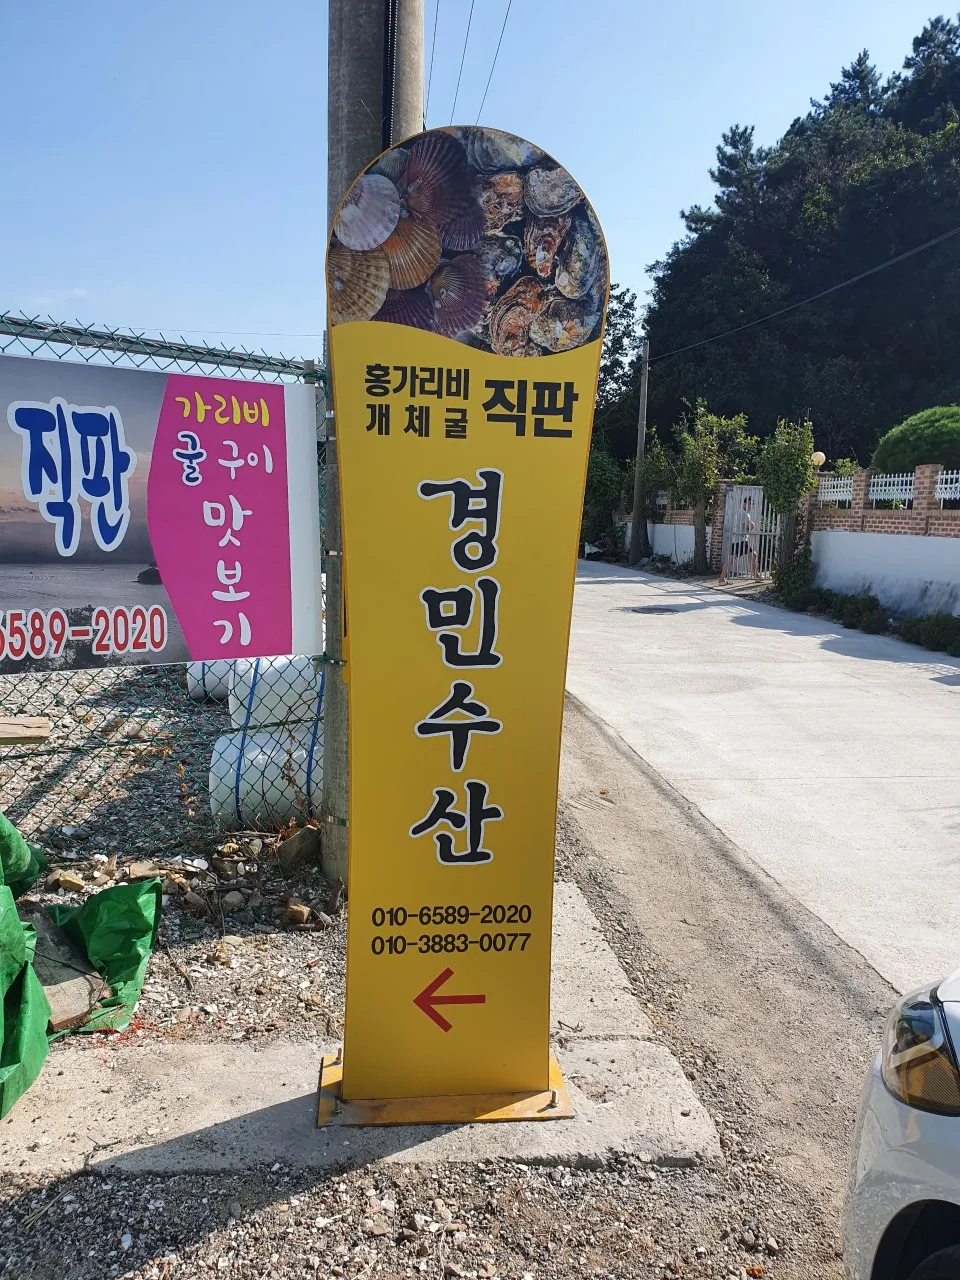 직판
가리비
굴 구이
맛
보
기
6589-2020
홍가리비
개체굴
직판
경
민
수
산
010-6589-2020
010-3883-0077